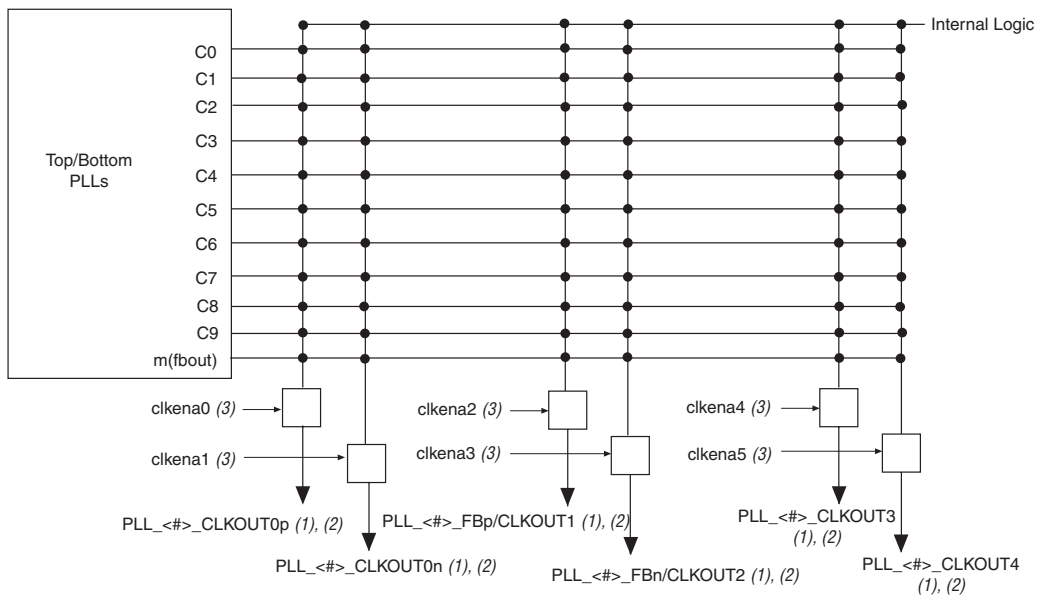 Internal Logic
C0
C1
C2
C3
Top/Bottom
PLLs
C4
C5
C6
C7
C8
C9
m(fbout)
clkena0 (3)
clkena2 (3)
clkena4 (3)
clkena1 (3)
clkena3 (3)
clkena5 (3)
PLL_<#>_CLKOUT0p (1), (2)
PLL_<#>_FBp/CLKOUT1 (1), (2)
PLL_<#>_CLKOUT3
(1), (2)
PLL_<#>_CLKOUT0n (1), (2)
PLL_<#>_FBn/CLKOUT2 (1), (2)
PLL_<#>_CLKOUT4
(1), (2)